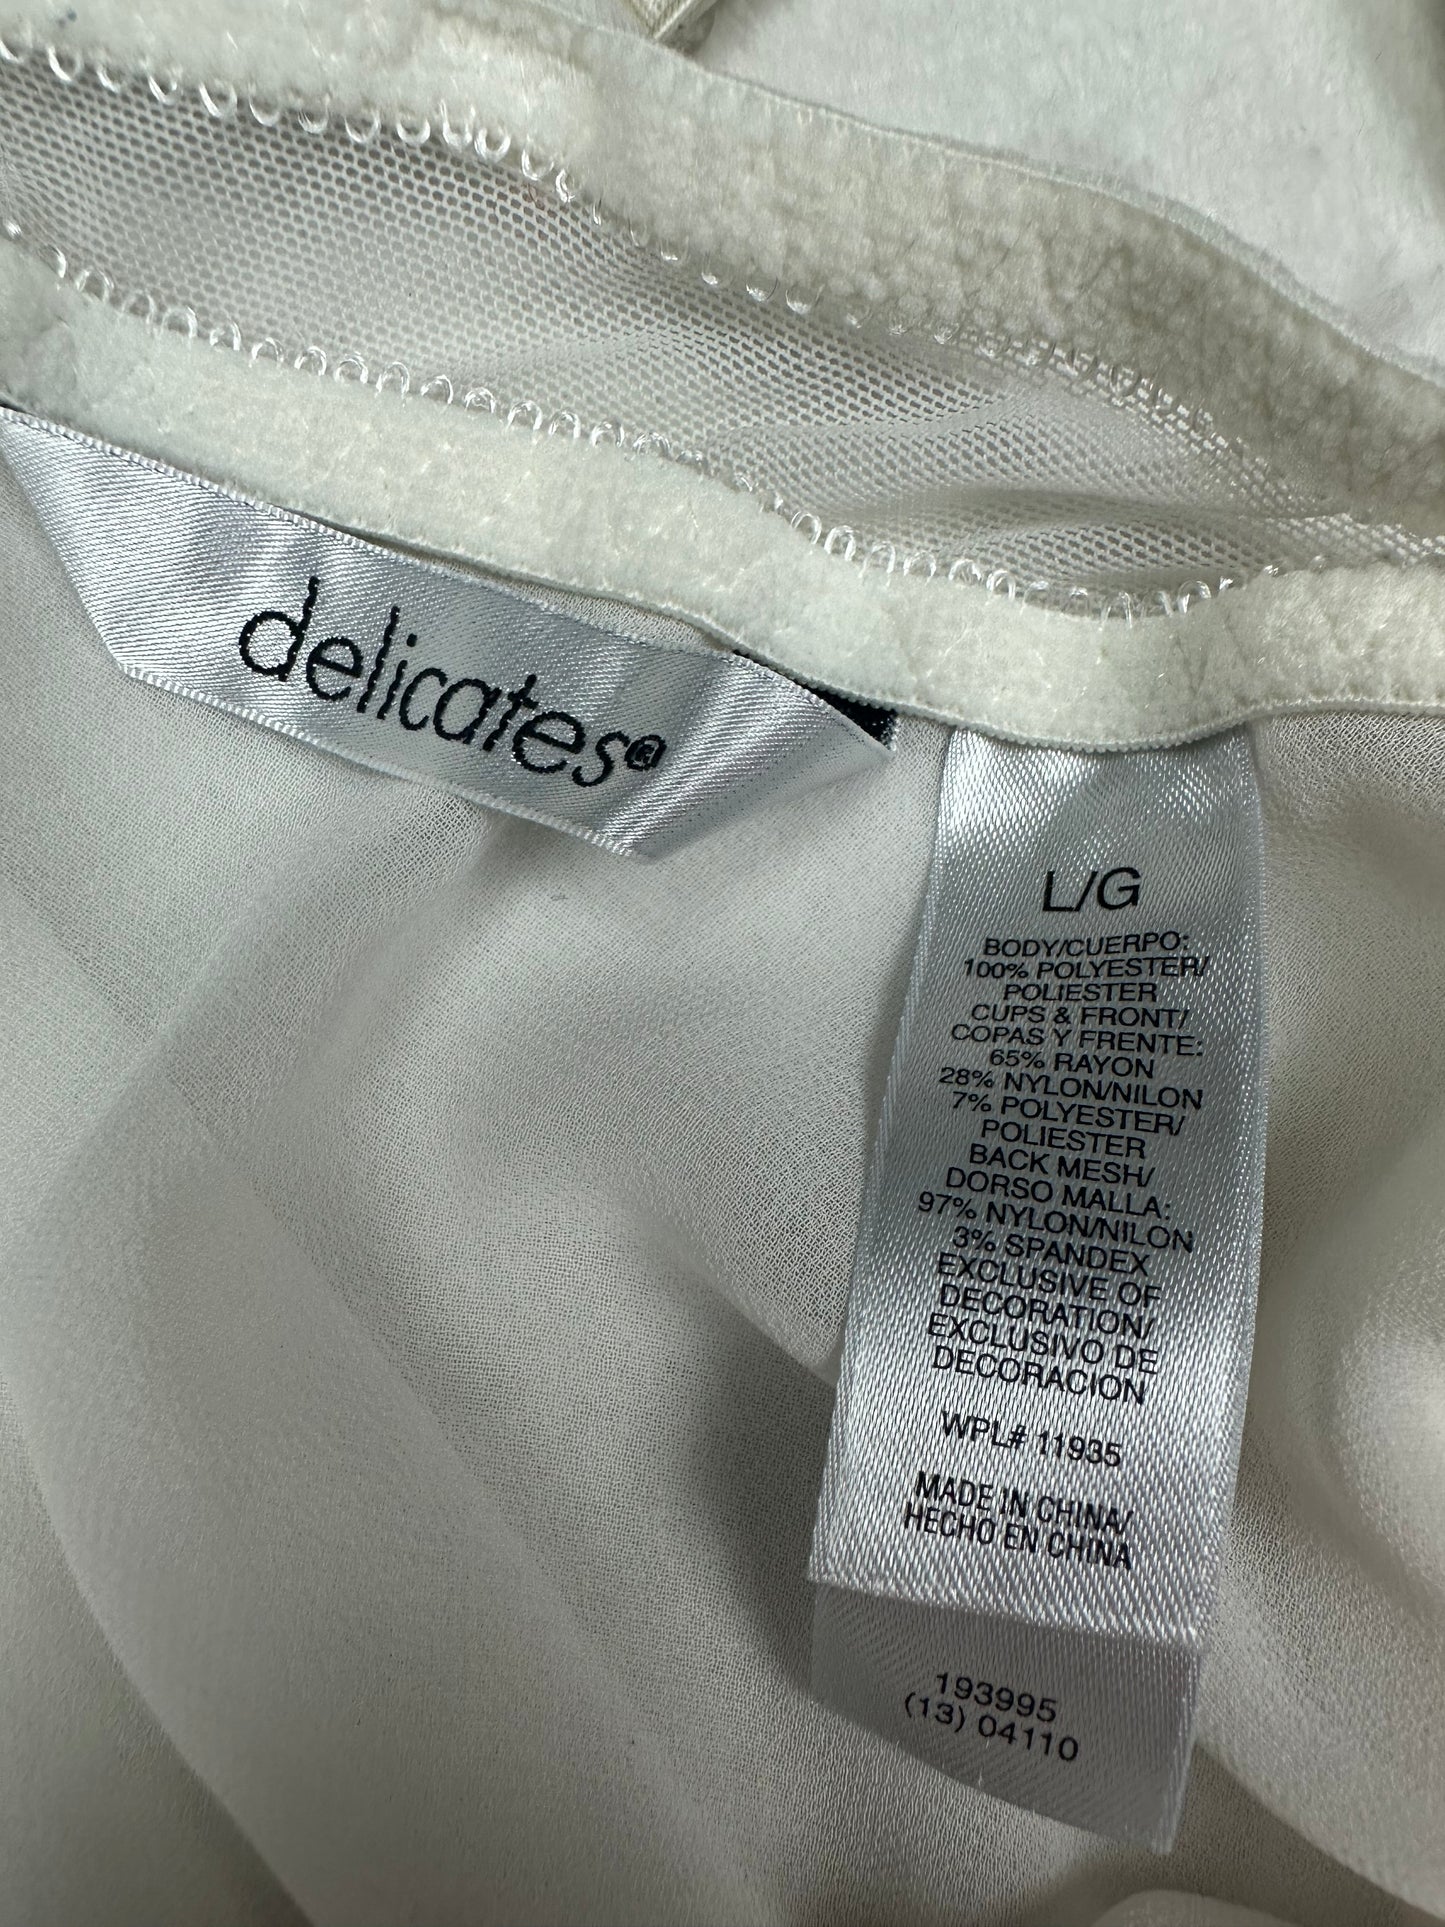 delicates®
L/G
BODY/CUERPO:
100% POLYESTER/
POLIESTER
CUPS & FRONT/
COPAS Y FRENTE:
65% RAYON
28% NYLON/NILON
7% POLYESTER/
POLIESTER
BACK MESH/
DORSO MALLA:
97% NYLON/NILON
3% SPANDEX
EXCLUSIVE OF
DECORATION/
EXCLUSIVO DE
DECORACION
WPL# 11935
MADE IN CHINA/
HECHO EN CHINA
193995
(13) 04110